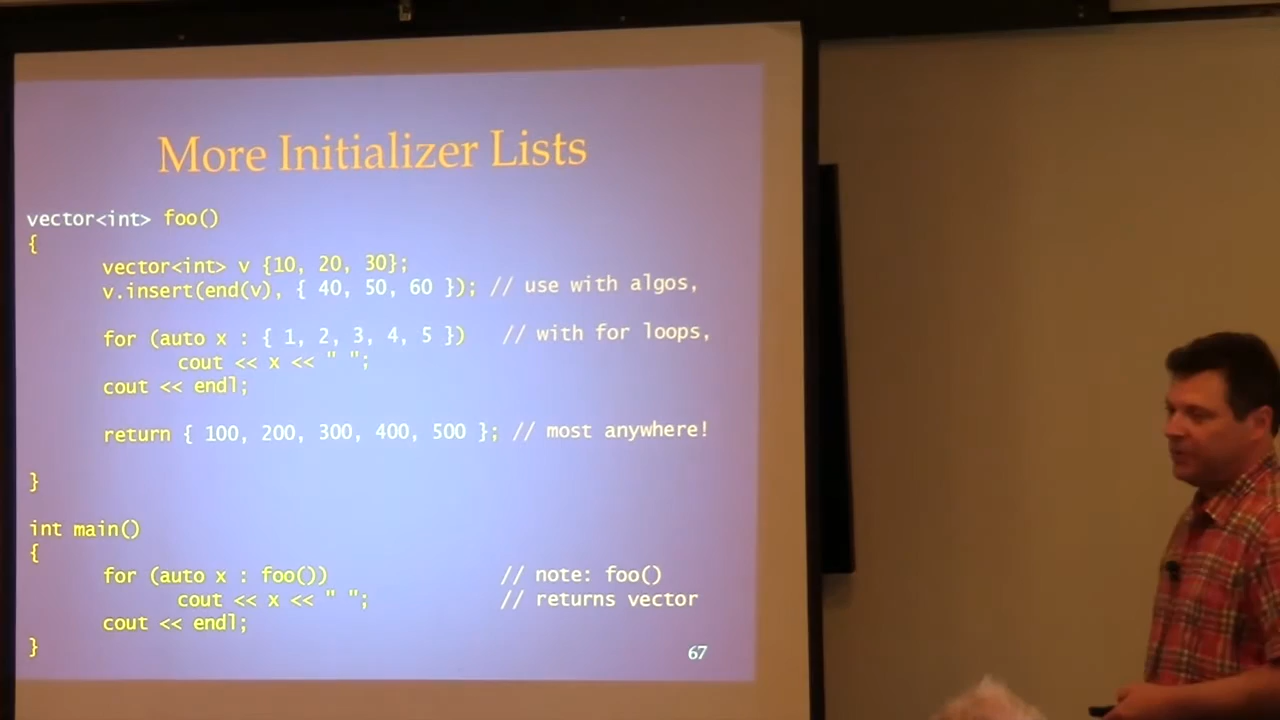 More Initializer Lists
vector<int> foo()
{
vector<int> v {10, 20, 30};
v.insert(end(v), { 40, 50, 60 }); // use with algos,
for (auto x : { 1, 2, 3, 4, 5 }) // with for loops,
cout << x << " ";
cout << endl;
return { 100, 200, 300, 400, 500 }; // most anywhere!
}
int main()
{
for (auto x : foo()) // note: foo()
cout << x << " "; // returns vector
cout << endl;
}
67